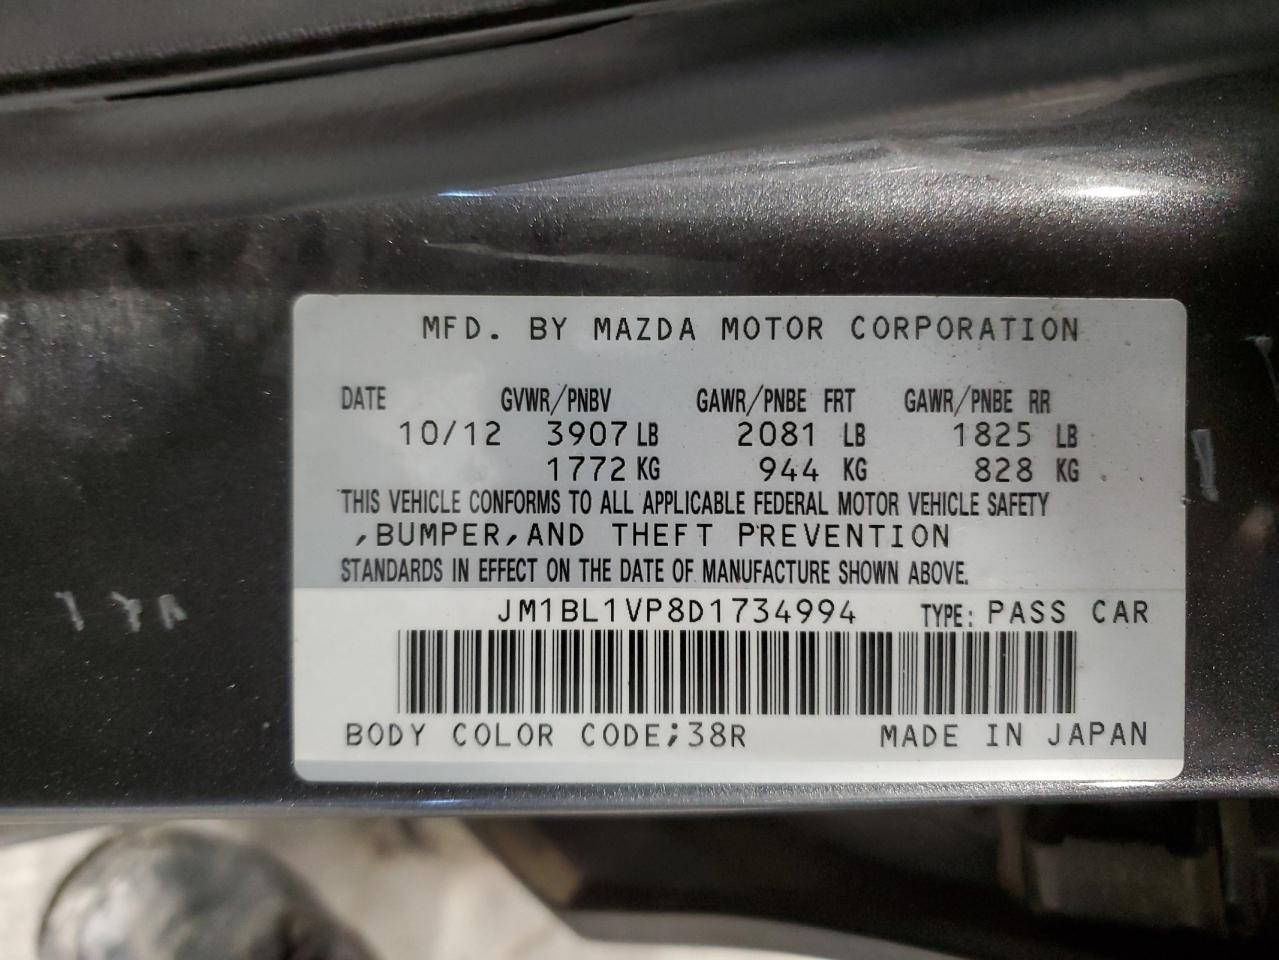 MFD. BY MAZDA MOTOR CORPORATION
DATE GVWR/PNBV GAWR/PNBE FRT GAWR/PNBE RR
10/12 3907 LB 2081 LB 1825 LB
1772 KG 944 KG 828 KG
THIS VEHICLE CONFORMS TO ALL APPLICABLE FEDERAL MOTOR VEHICLE SAFETY
,BUMPER,AND THEFT PREVENTION
STANDARDS IN EFFECT ON THE DATE OF MANUFACTURE SHOWN ABOVE.
JM1BL1VP8D1734994 TYPE: PASS CAR
BODY COLOR CODE;38R MADE IN JAPAN